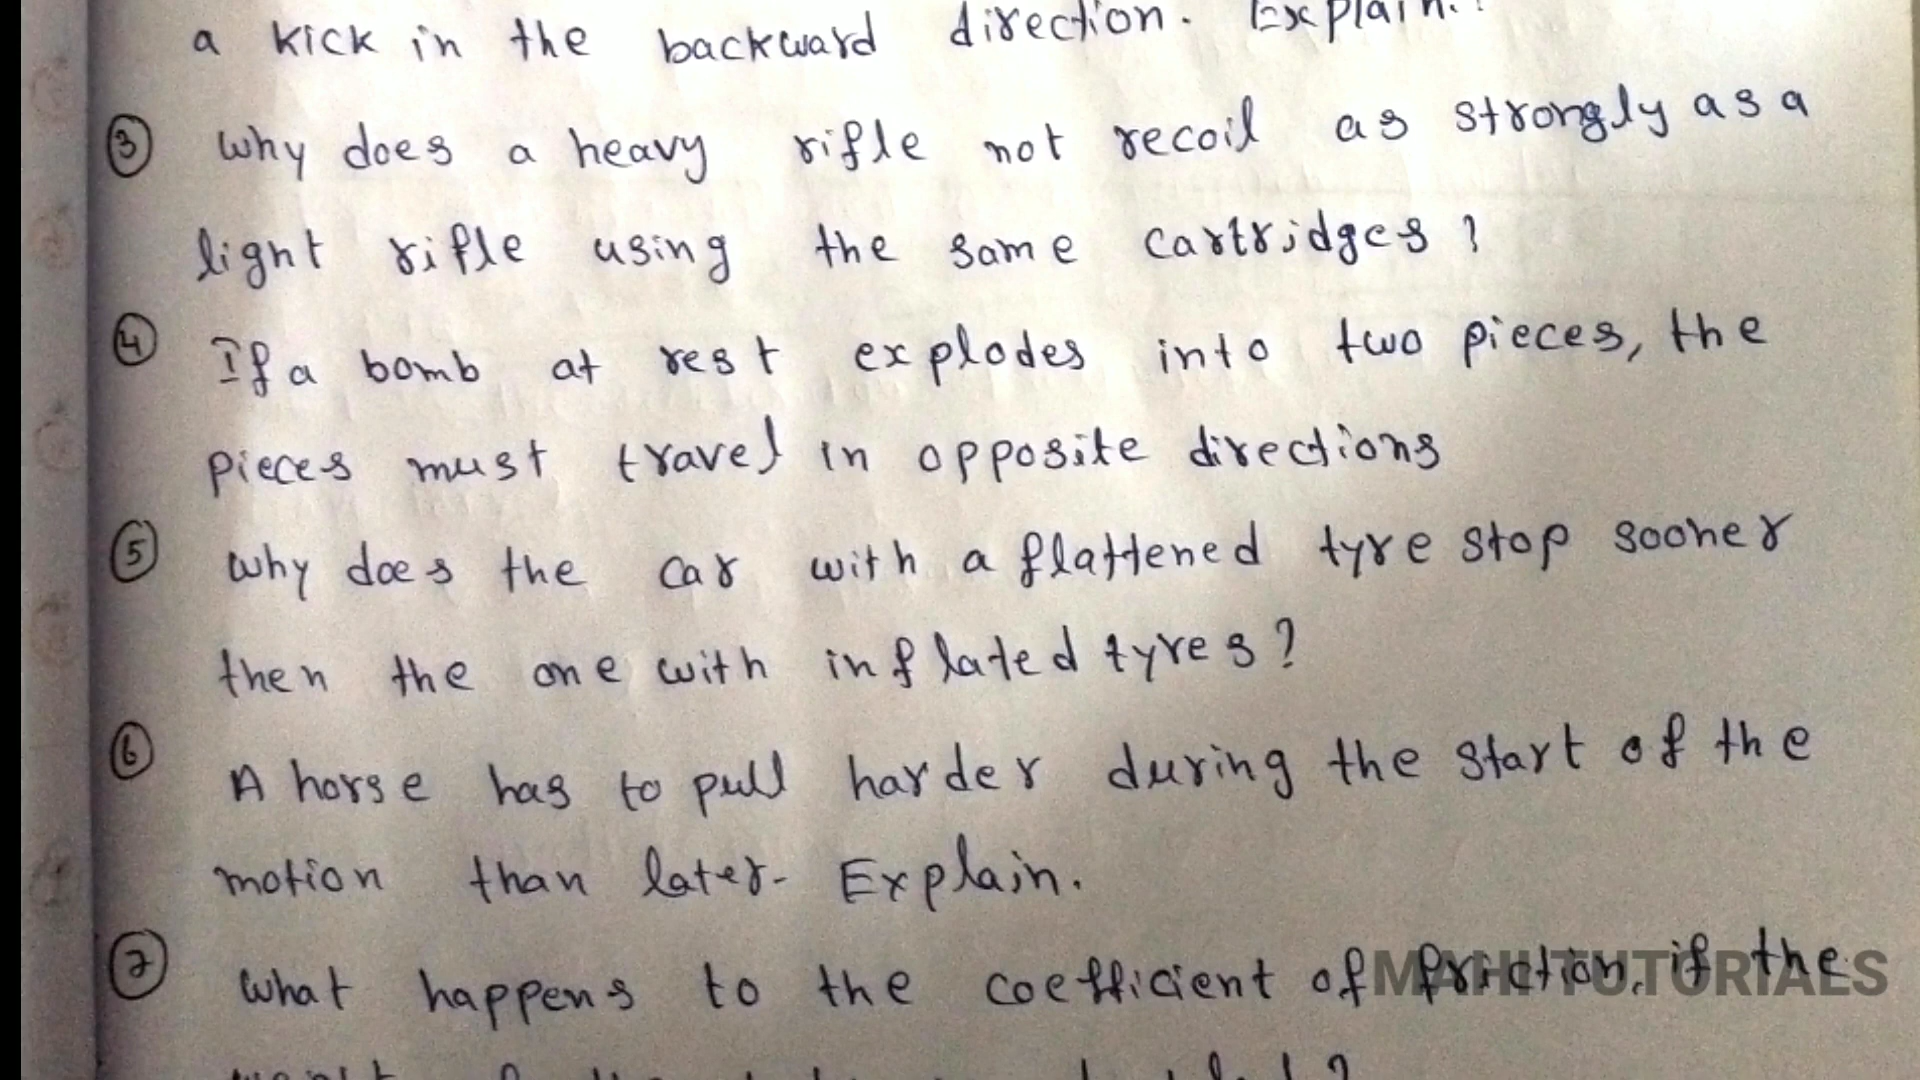 a kick in the backward direction. Explain.
③ why does a heavy rifle not recoil as strongly as a
light rifle using the same cartridges?
④ If a bomb at rest explodes into two pieces, the
pieces must travel in opposite directions
⑤ why does the car with a flattened tyre stop sooner
then the one with inflated tyres?
⑥ A horse has to pull harder during the start of the
motion than later. Explain.
⑦ what happens to the coefficient of friction, if the
MAHI TUTORIALS